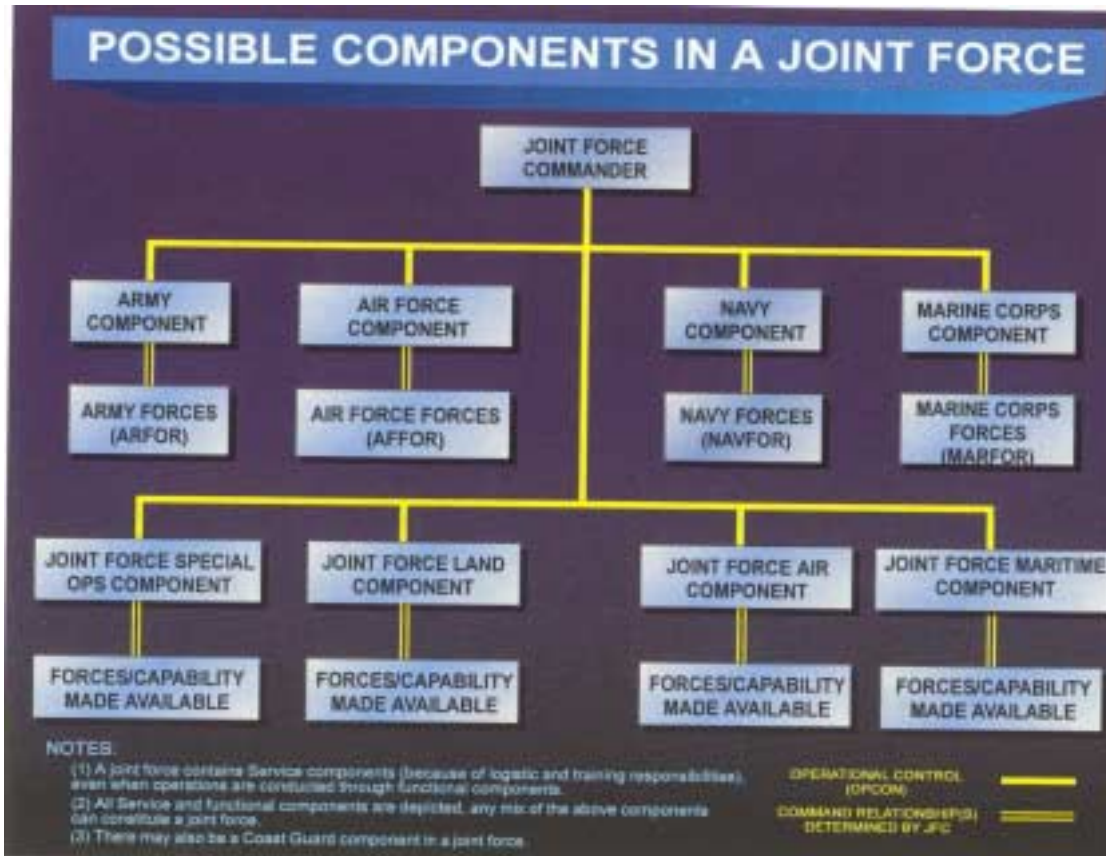 POSSIBLE COMPONENTS IN A JOINT FORCE
JOINT FORCE
COMMANDER
ARMY
COMPONENT
AIR FORCE
COMPONENT
NAVY
COMPONENT
MARINE CORPS
COMPONENT
ARMY FORCES
(ARFOR)
AIR FORCE FORCES
(AFFOR)
NAVY FORCES
(NAVFOR)
MARINE CORPS
FORCES
(MARFOR)
JOINT FORCE SPECIAL
OPS COMPONENT
JOINT FORCE LAND
COMPONENT
JOINT FORCE AIR
COMPONENT
JOINT FORCE MARITIME
COMPONENT
FORCES/CAPABILITY
MADE AVAILABLE
FORCES/CAPABILITY
MADE AVAILABLE
FORCES/CAPABILITY
MADE AVAILABLE
FORCES/CAPABILITY
MADE AVAILABLE
NOTES:
(1) A joint force contains Service components (because of logistic and training responsibilities),
even when operations are conducted through functional components.
(2) All Service and functional components are depicted, any mix of the above components
can constitute a joint force.
(3) There may also be a Coast Guard component in a joint force.
OPERATIONAL CONTROL
(OPCON)
COMMAND RELATIONSHIP(S)
DETERMINED BY JFC